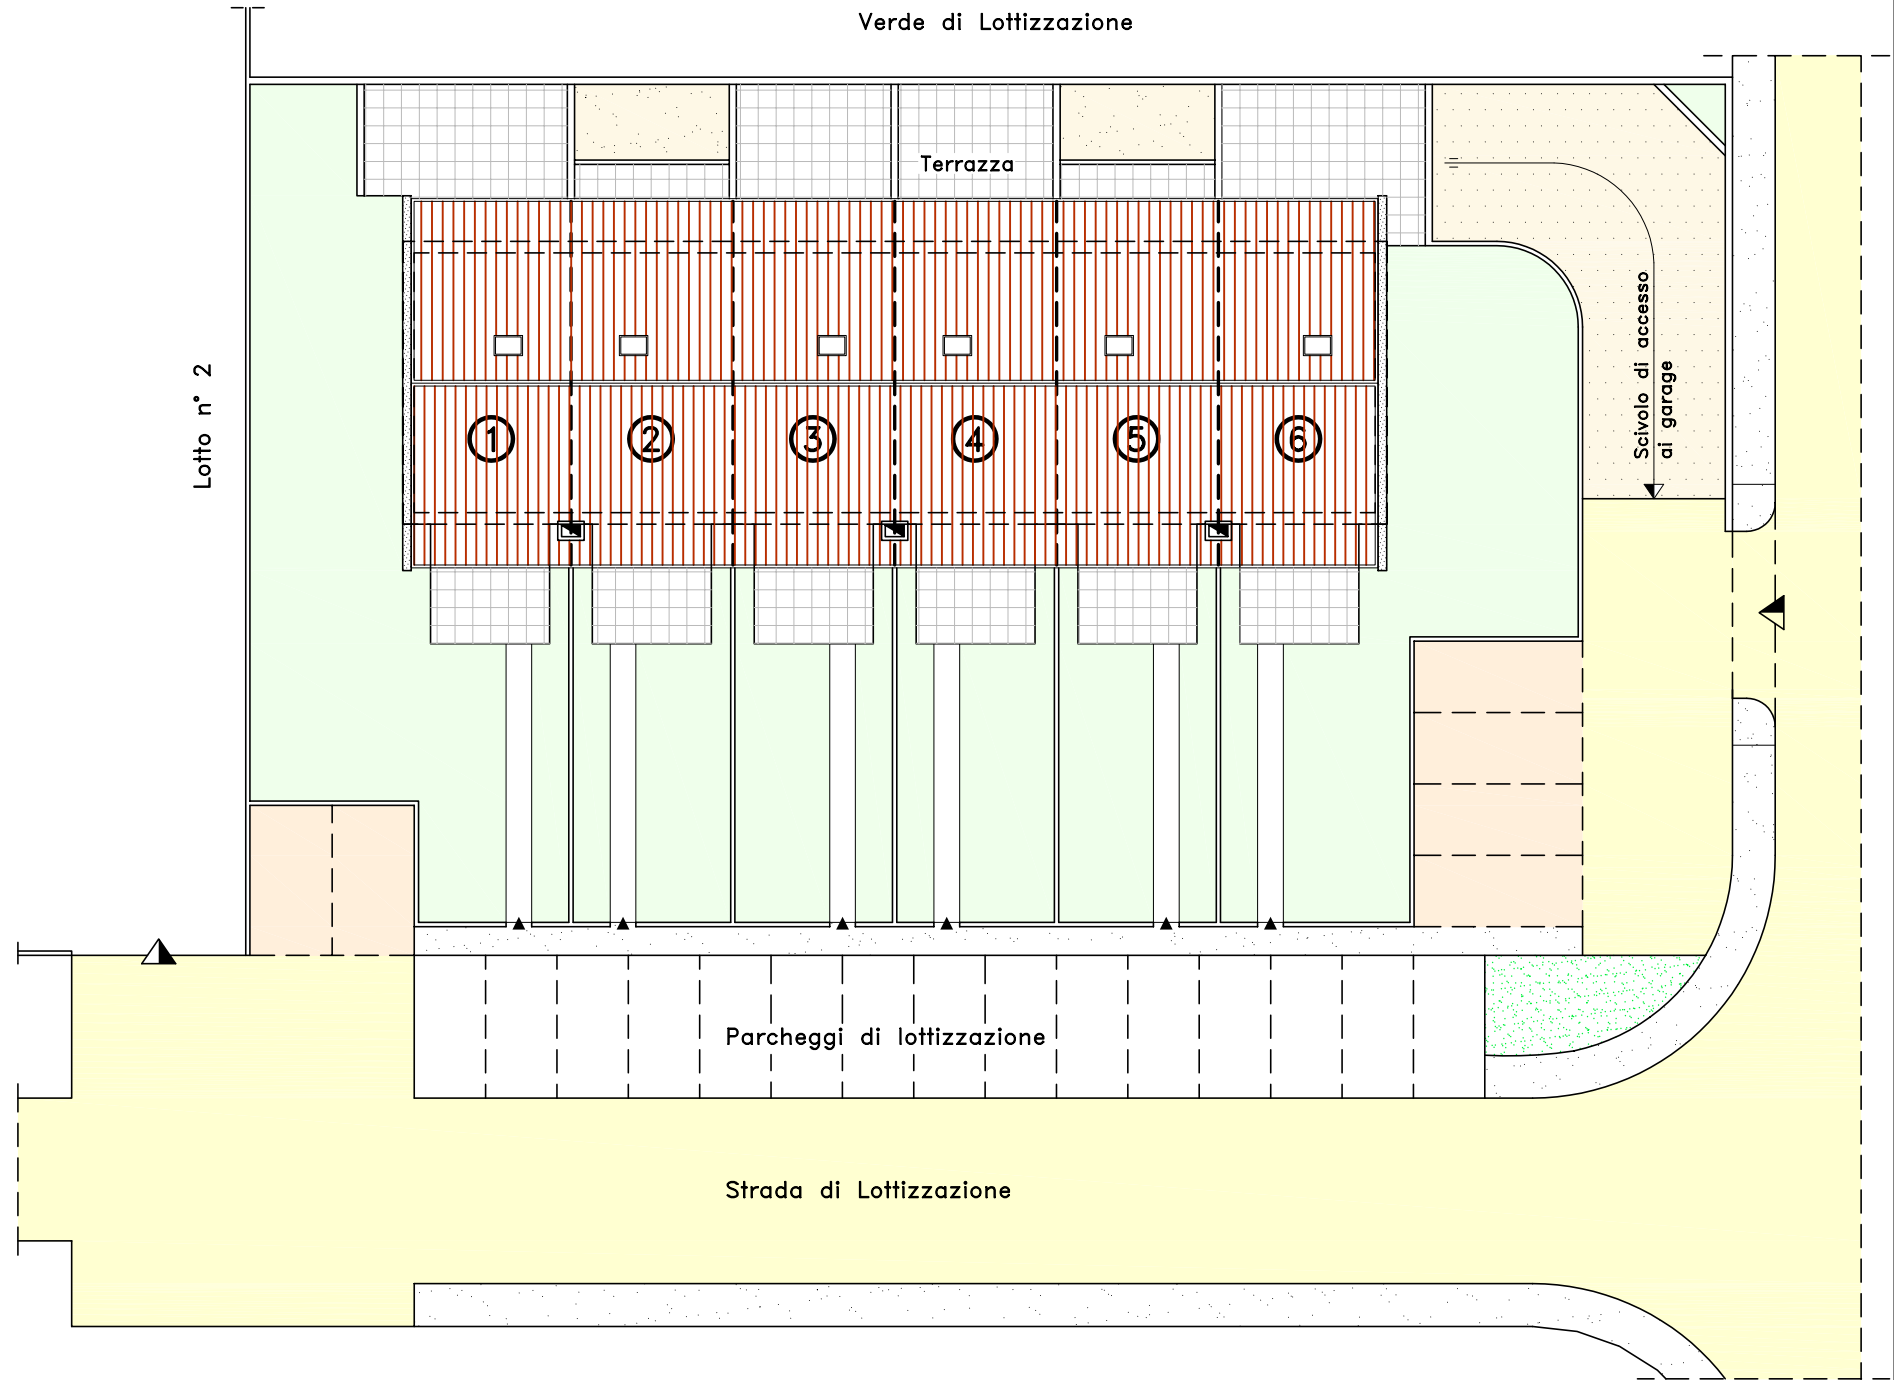 Verde di Lottizzazione
Terrazza
Scivolo di accesso
ai garage
Lotto n° 2
1
2
3
4
5
6
Parcheggi di lottizzazione
Strada di Lottizzazione